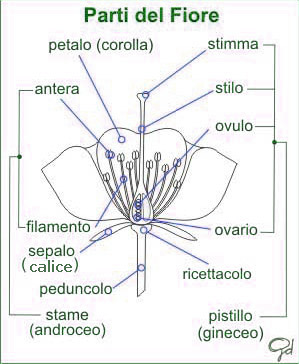 Parti del Fiore
petalo (corolla)
stimma
antera
stilo
ovulo
filamento
ovario
sepalo
(calice)
ricettacolo
peduncolo
stame
(androceo)
pistillo
(gineceo)